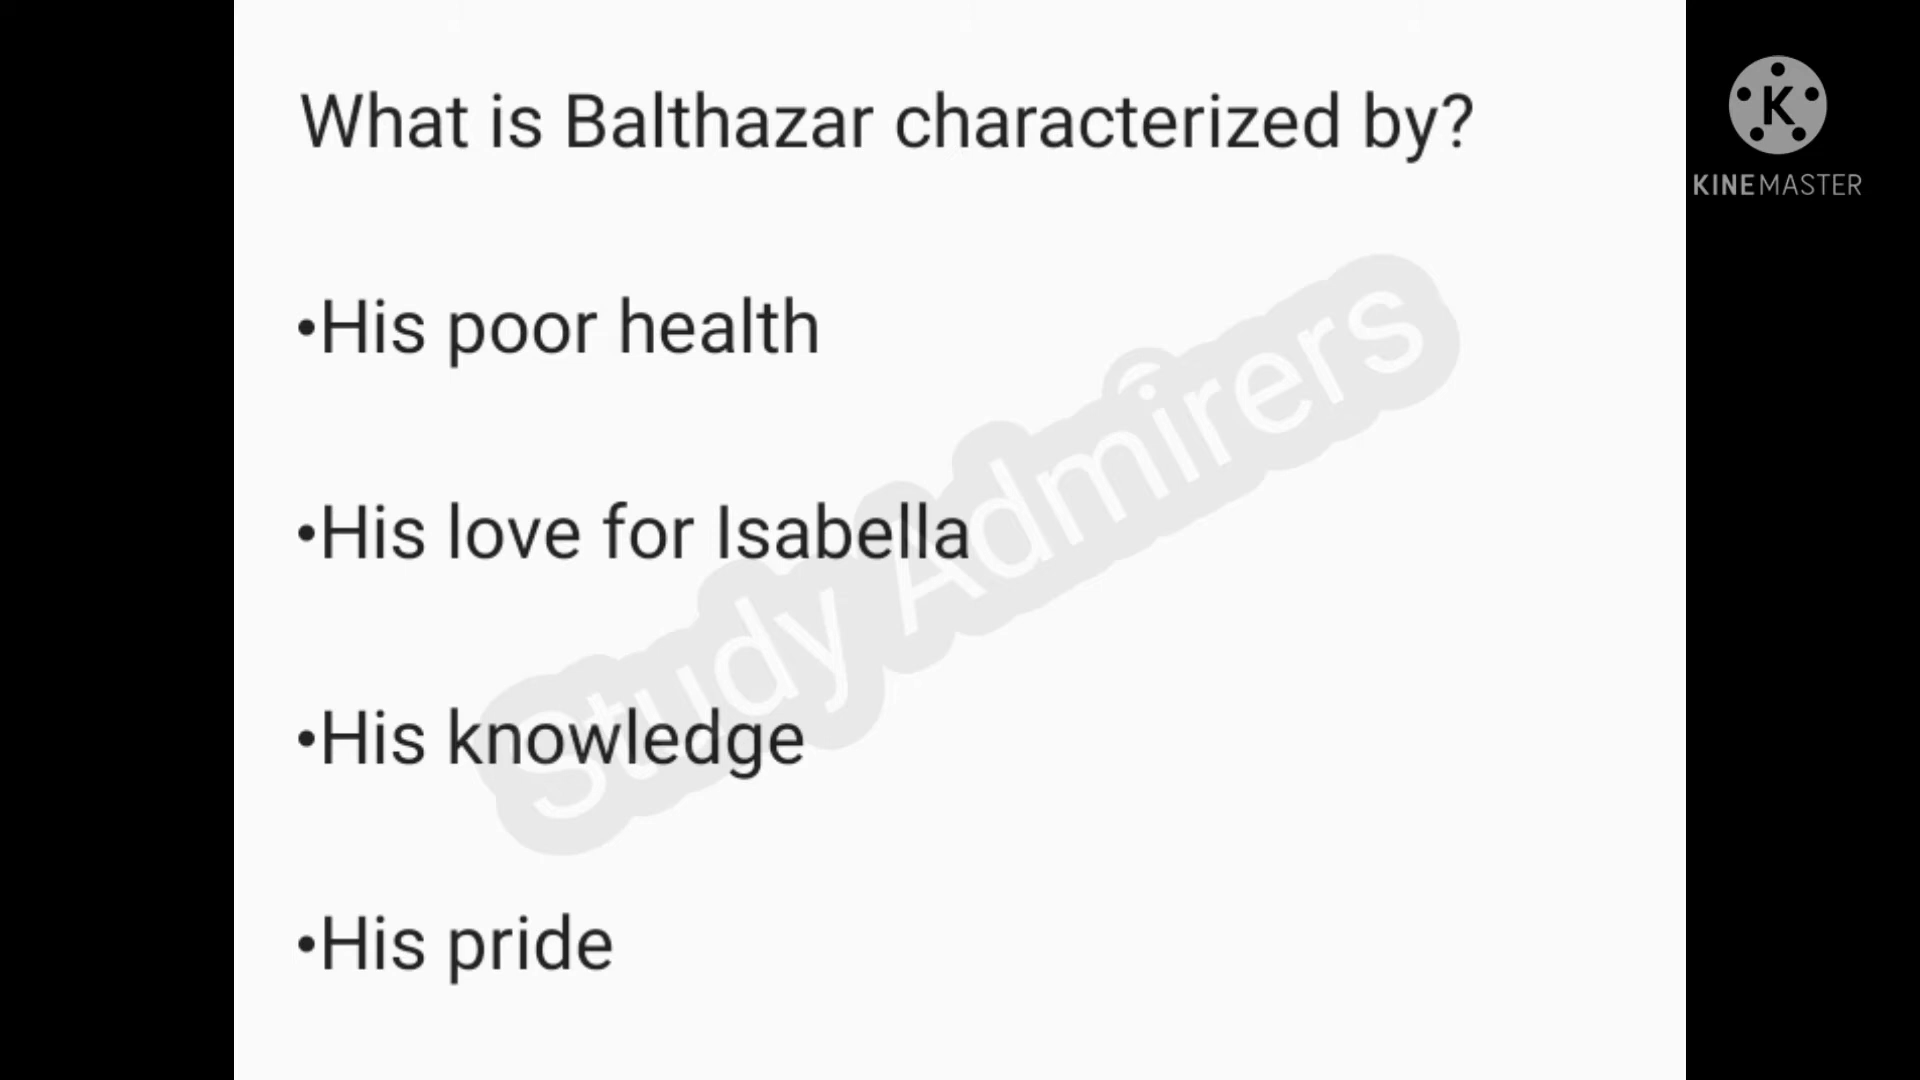 What is Balthazar characterized by?
K
KINEMASTER
•His poor health
•His love for Isabella
•His knowledge
•His pride
Study Admirers